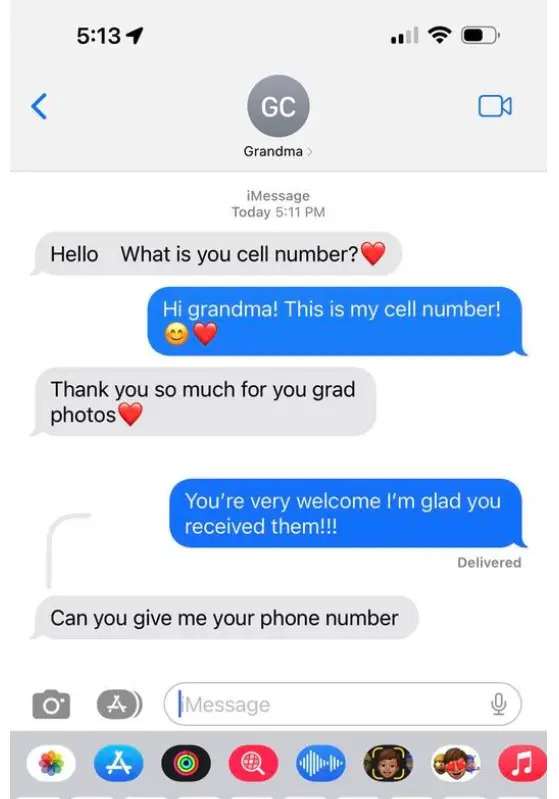 5:13
GC
Grandma
iMessage
Today 5:11 PM
Hello    What is you cell number?❤️
Hi grandma! This is my cell number!
😊❤️
Thank you so much for you grad
photos❤️
You're very welcome I'm glad you
received them!!!
Delivered
Can you give me your phone number
iMessage